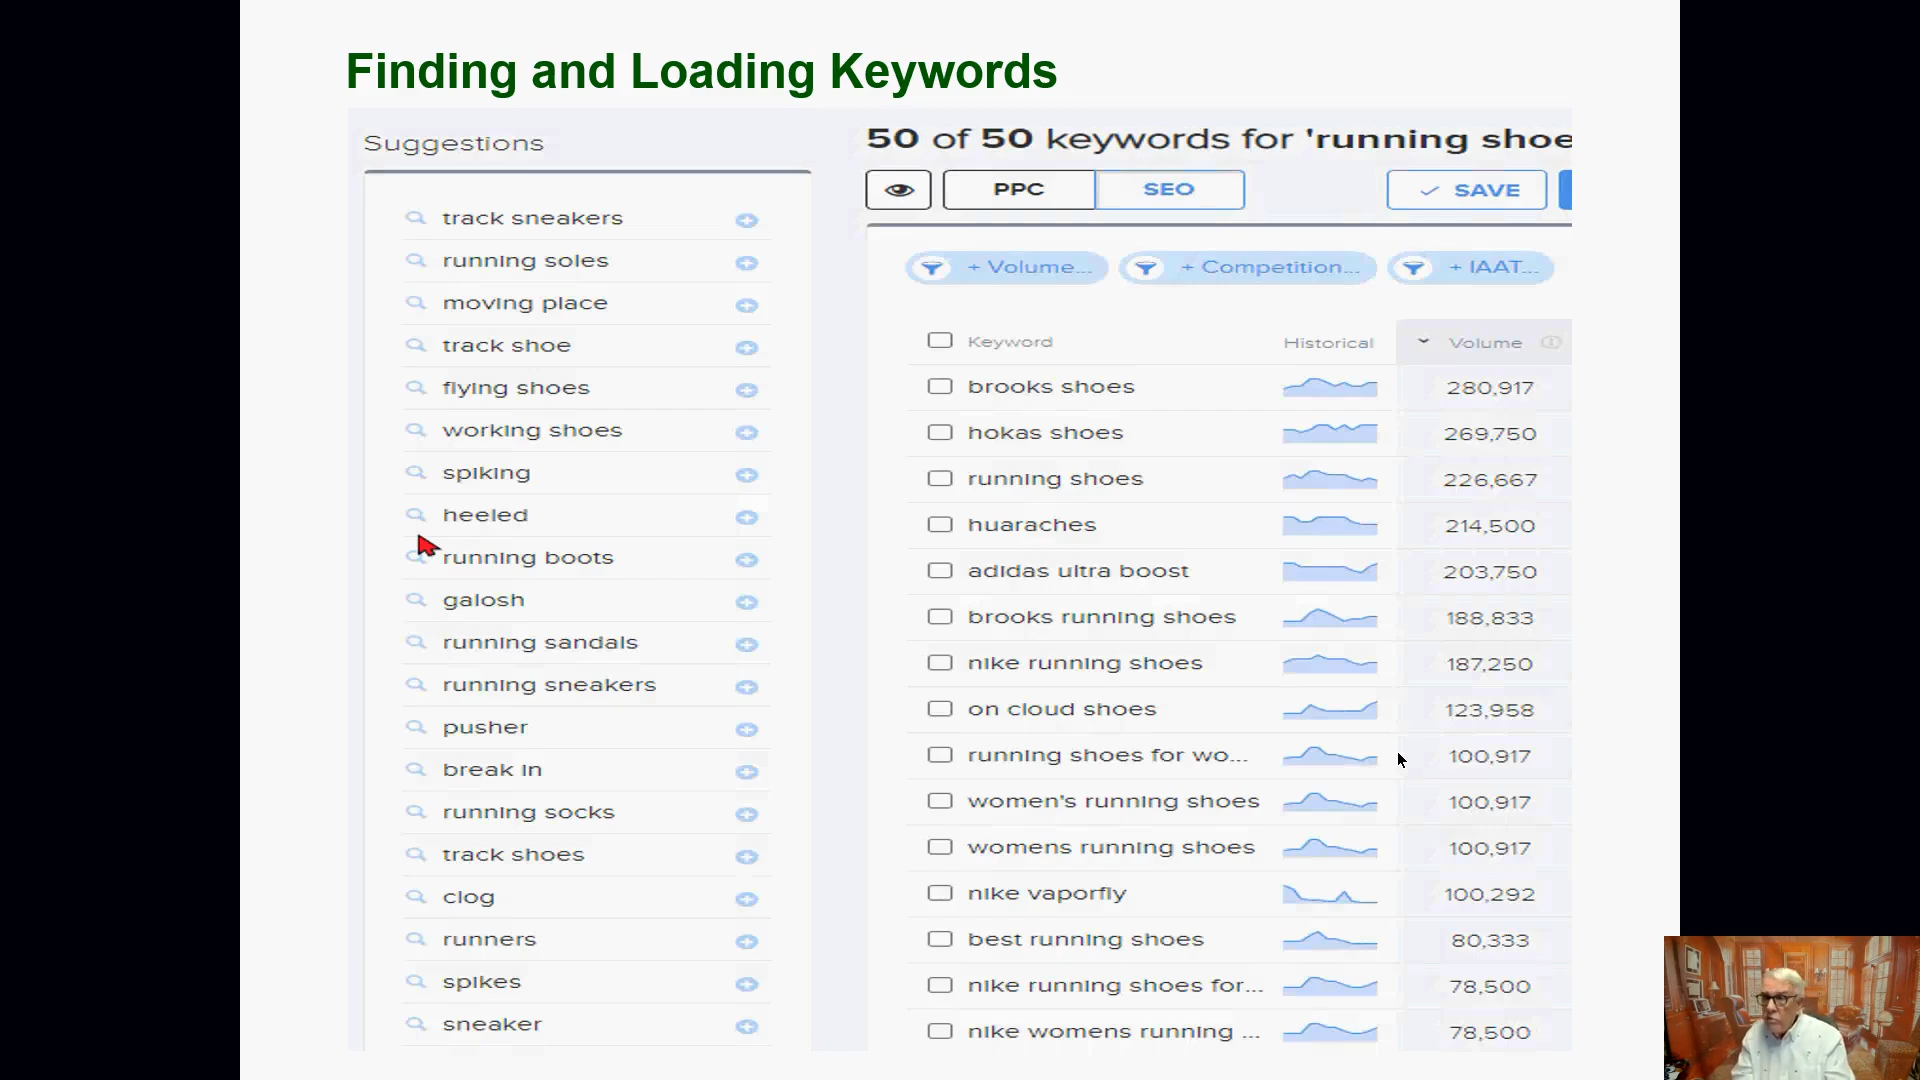 Finding and Loading Keywords
Suggestions
track sneakers
running soles
moving place
track shoe
flying shoes
working shoes
spiking
heeled
running boots
galosh
running sandals
running sneakers
pusher
break in
running socks
track shoes
clog
runners
spikes
sneaker
50 of 50 keywords for 'running shoe
PPC SEO SAVE
+ Volume... + Competition... + IAAT...
Keyword Historical Volume
brooks shoes 280,917
hokas shoes 269,750
running shoes 226,667
huaraches 214,500
adidas ultra boost 203,750
brooks running shoes 188,833
nike running shoes 187,250
on cloud shoes 123,958
running shoes for wo... 100,917
women's running shoes 100,917
womens running shoes 100,917
nike vaporfly 100,292
best running shoes 80,333
nike running shoes for... 78,500
nike womens running ... 78,500